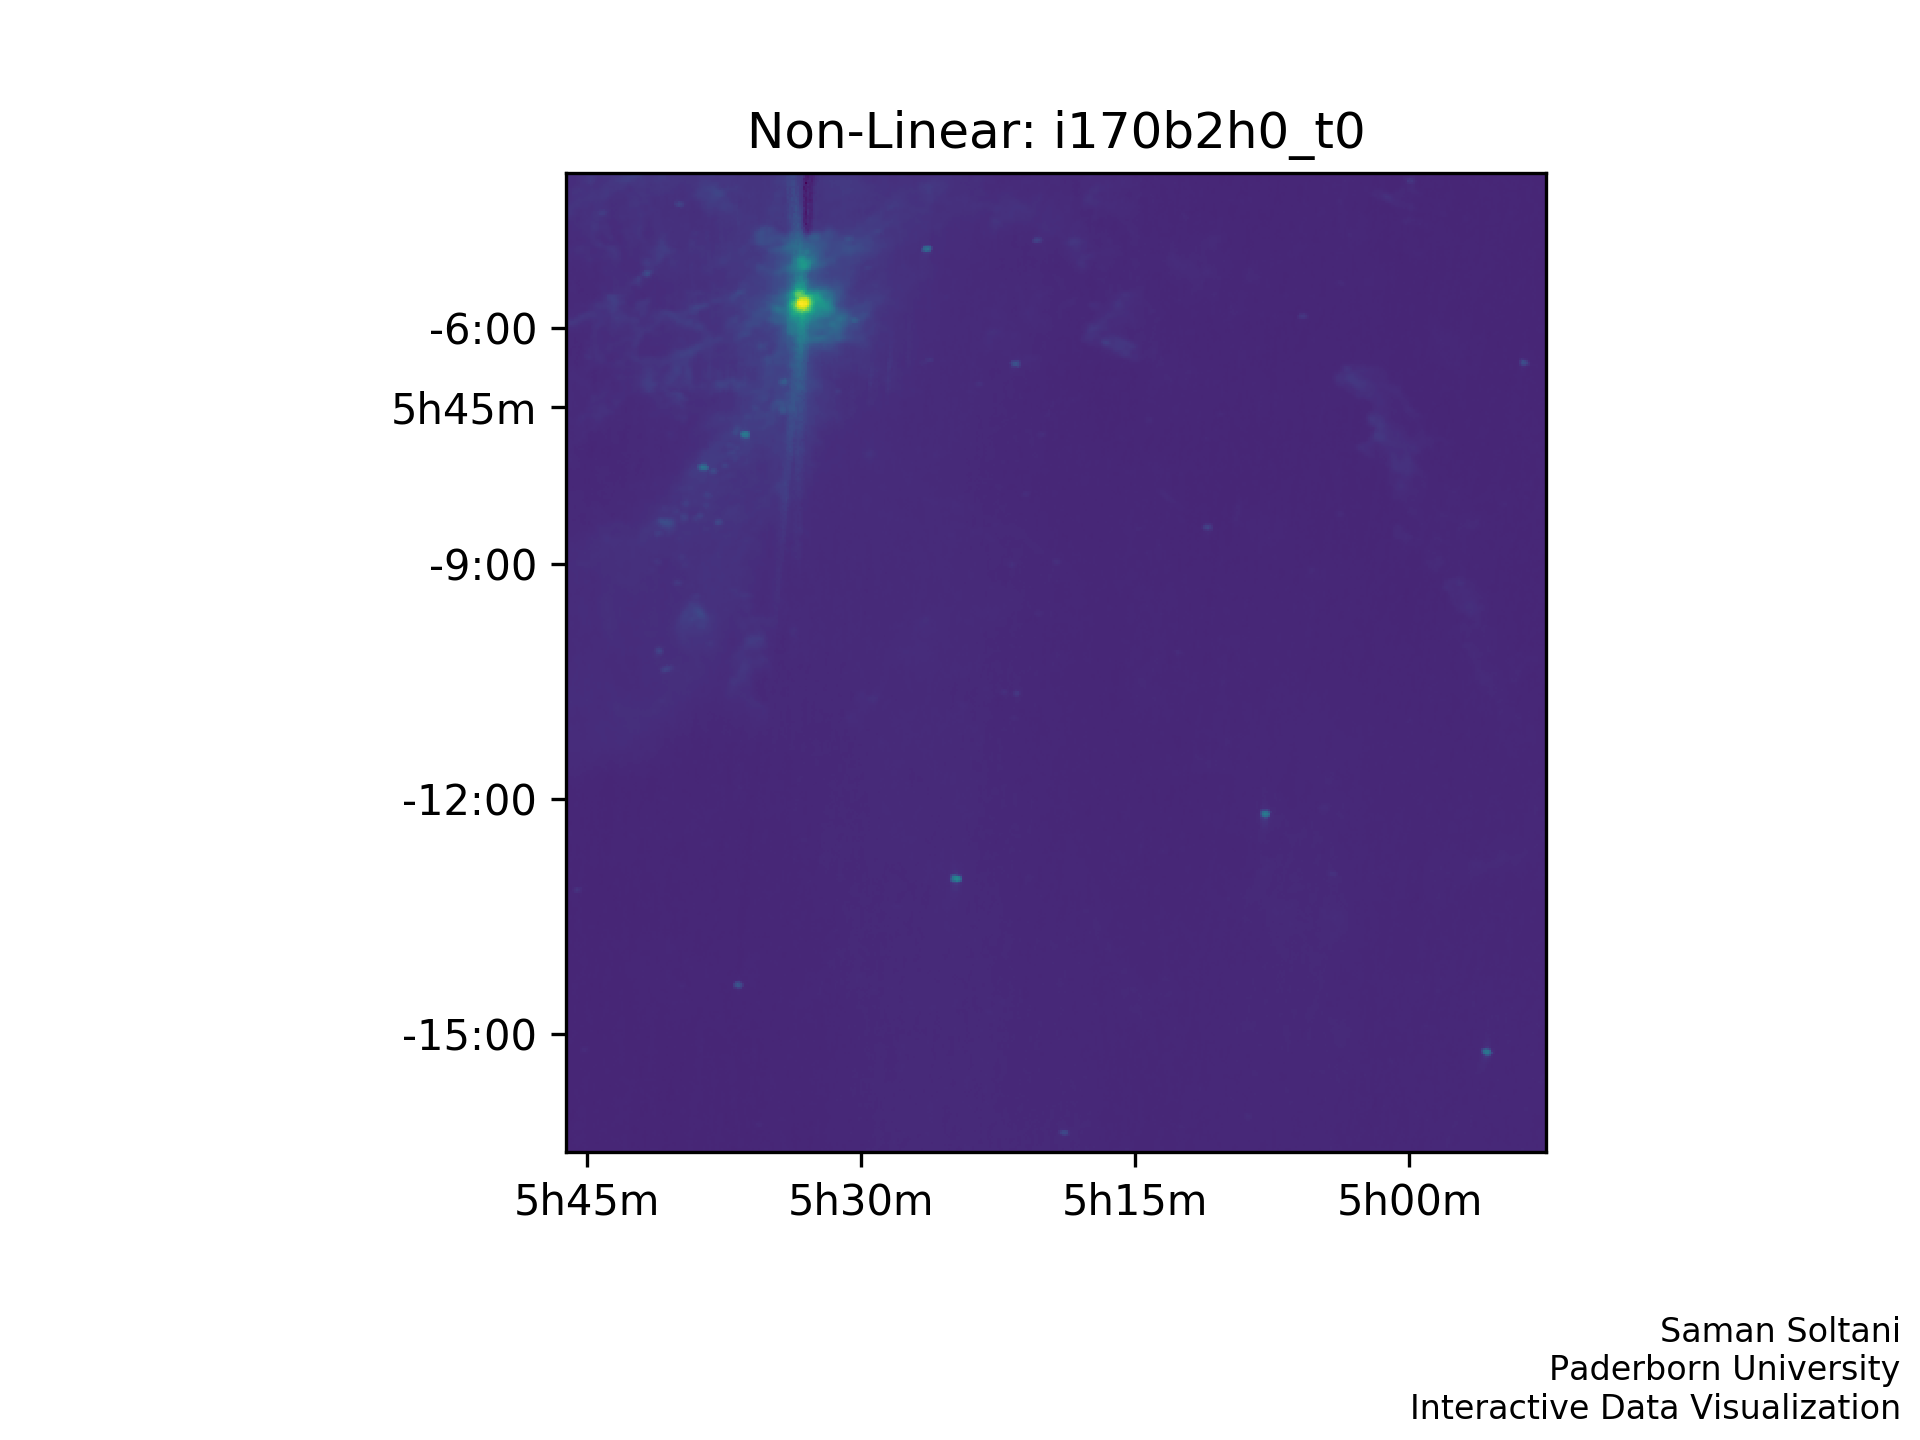 Non-Linear: i170b2h0_t0
-6:00
5h45m
-9:00
-12:00
-15:00
5h45m 5h30m 5h15m 5h00m
Saman Soltani
Paderborn University
Interactive Data Visualization